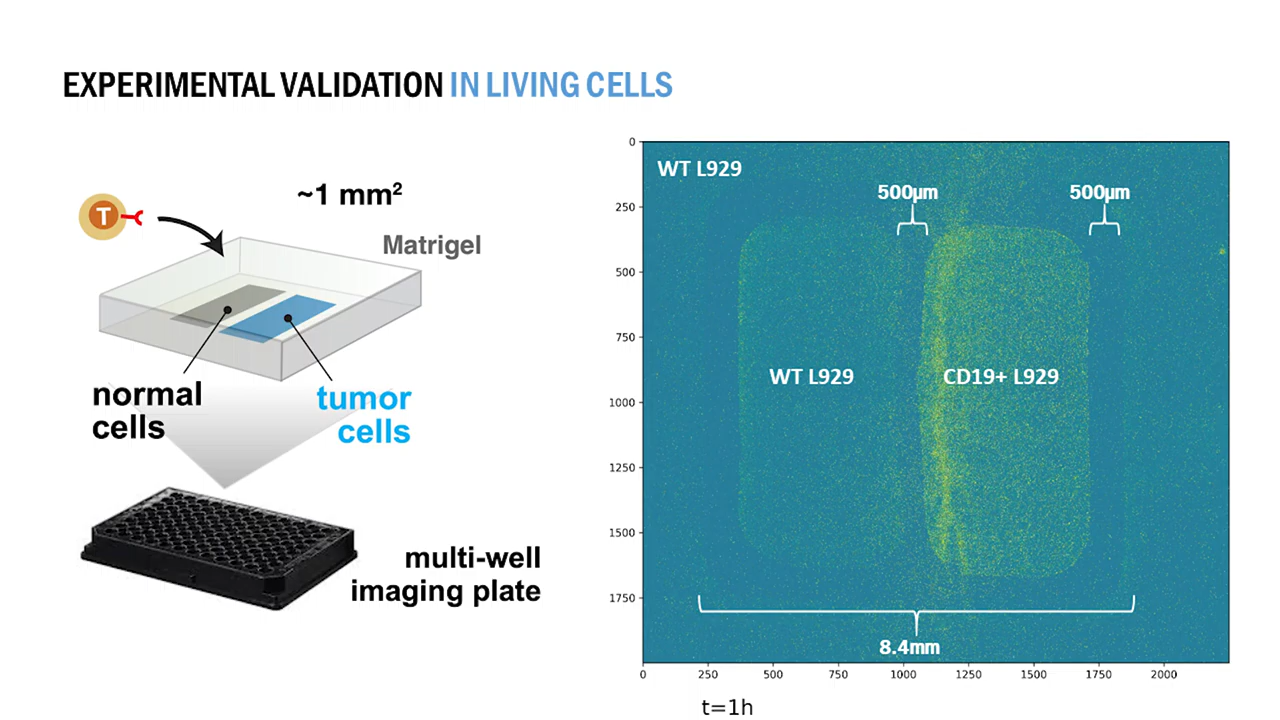 EXPERIMENTAL VALIDATION IN LIVING CELLS
T
~1 mm²
Matrigel
normal
cells
tumor
cells
multi-well
imaging plate
0
250
500
750
1000
1250
1500
1750
WT L929
500µm
500µm
WT L929
CD19+ L929
8.4mm
0 250 500 750 1000 1250 1500 1750 2000
t=1h